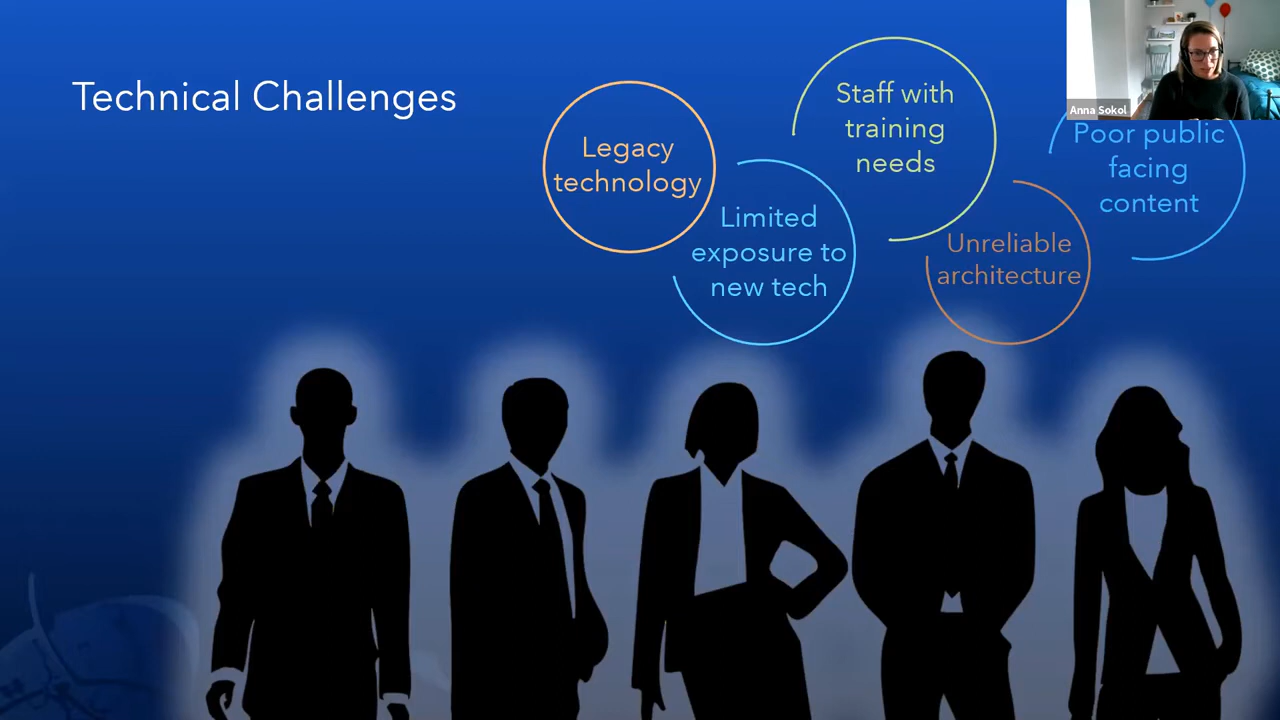 Technical Challenges
Legacy
technology
Limited
exposure to
new tech
Staff with
training
needs
Unreliable
architecture
Poor public
facing
content
Anna Sokol